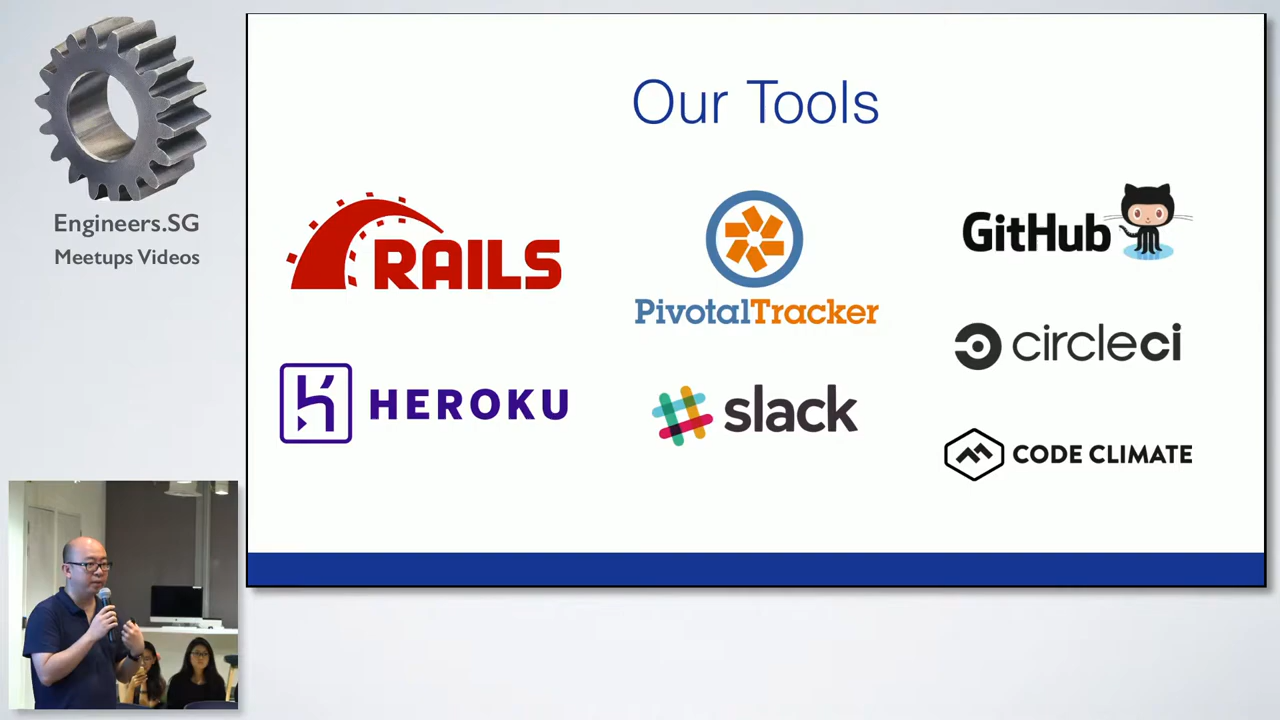 Engineers.SG
Meetups Videos
Our Tools
RAILS
PivotalTracker
GitHub
circleci
HEROKU
slack
CODE CLIMATE